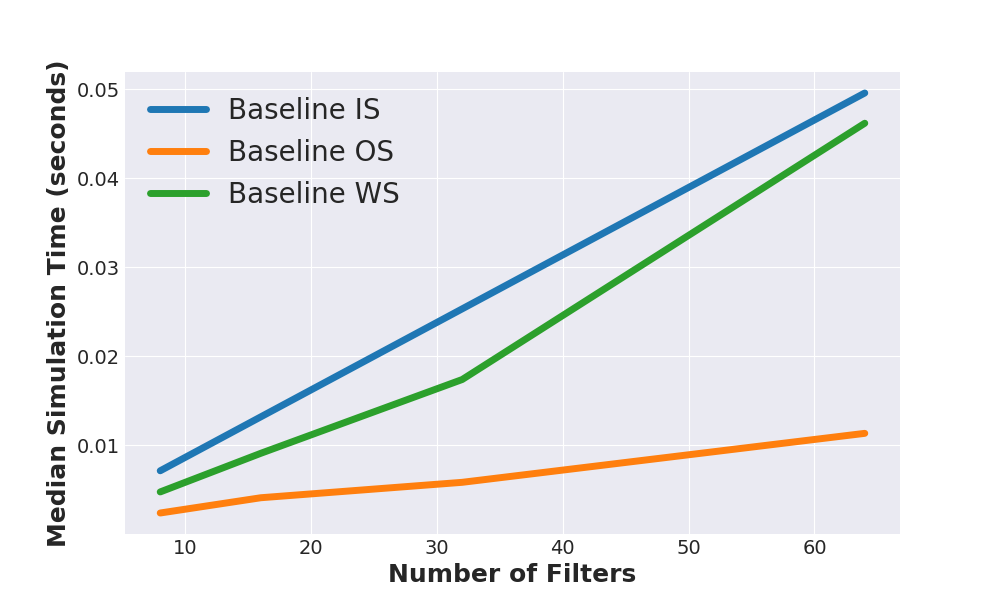 Median Simulation Time (seconds)
0.05
0.04
0.03
0.02
0.01
Baseline IS
Baseline OS
Baseline WS
10 20 30 40 50 60
Number of Filters